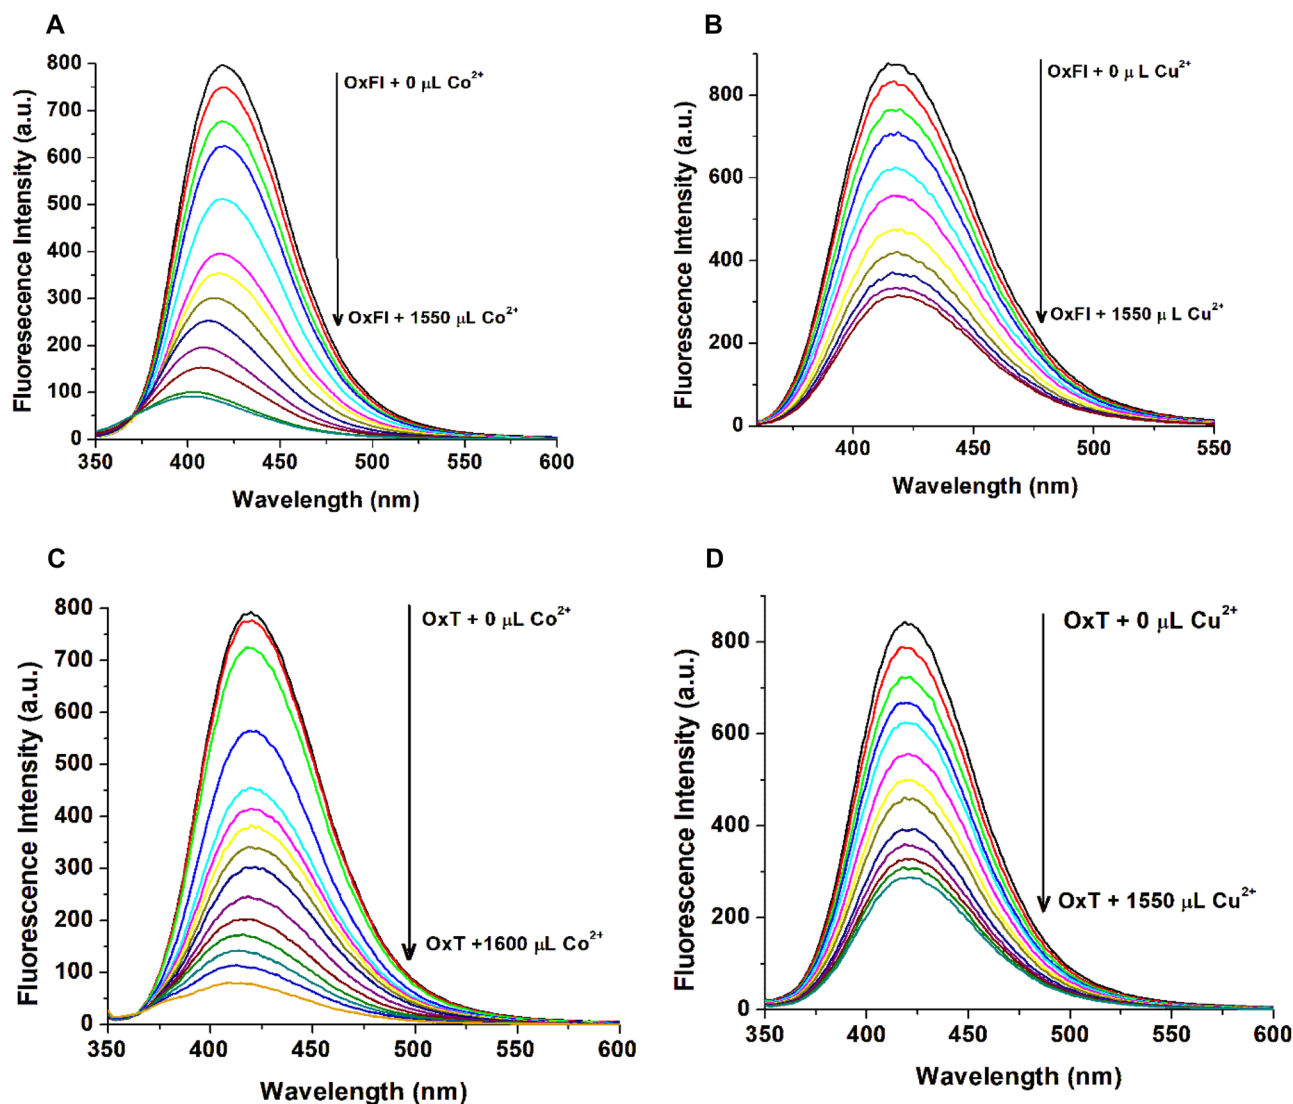 A
Fluoresecence Intensity (a.u.)
800
700
600
500
400
300
200
100
0
OxFl + 0 µL Co2+
OxFl + 1550 µL Co2+
350 400 450 500 550 600
Wavelength (nm)
B
Fluorescence Intensity (a.u.)
800
600
400
200
0
OxFl + 0 µ L Cu2+
OxFl + 1550 µ L Cu2+
400 450 500 550
Wavelength (nm)
C
Fluorescence Intensity (a.u.)
800
700
600
500
400
300
200
100
0
OxT + 0 µL Co2+
OxT +1600 µL Co2+
350 400 450 500 550 600
Wavelength (nm)
D
Fluorescence Intensity (a.u.)
800
600
400
200
0
OxT + 0 µL Cu2+
OxT + 1550 µL Cu2+
350 400 450 500 550 600
Wavelength (nm)